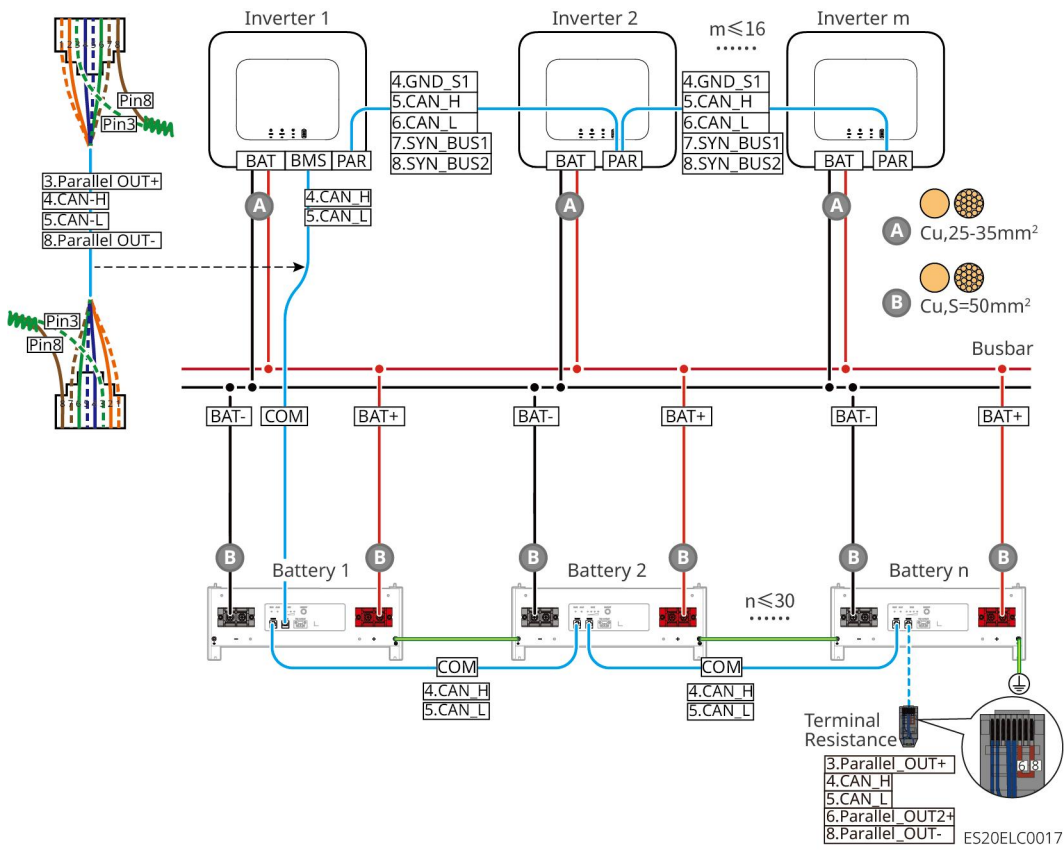 Inverter 1
Inverter 2
m≤16
......
Inverter m
Pin8
Pin3
3.Parallel OUT+
4.CAN-H
5.CAN-L
8.Parallel OUT-
Pin3
Pin8
4.GND_S1
5.CAN_H
6.CAN_L
7.SYN_BUS1
8.SYN_BUS2
4.GND_S1
5.CAN_H
6.CAN_L
7.SYN_BUS1
8.SYN_BUS2
BAT
BMS
PAR
BAT
PAR
BAT
PAR
4.CAN_H
5.CAN_L
A
A
A
A
Cu,25-35mm²
B
Cu,S=50mm²
Busbar
BAT-
COM
BAT+
BAT-
BAT+
BAT-
BAT+
B
B
B
B
B
B
Battery 1
Battery 2
n≤30
......
Battery n
- +
- +
- +
COM
4.CAN_H
5.CAN_L
COM
4.CAN_H
5.CAN_L
Terminal
Resistance
3.Parallel_OUT+
4.CAN_H
5.CAN_L
6.Parallel_OUT2+
8.Parallel_OUT-
6 8
ES20ELC0017